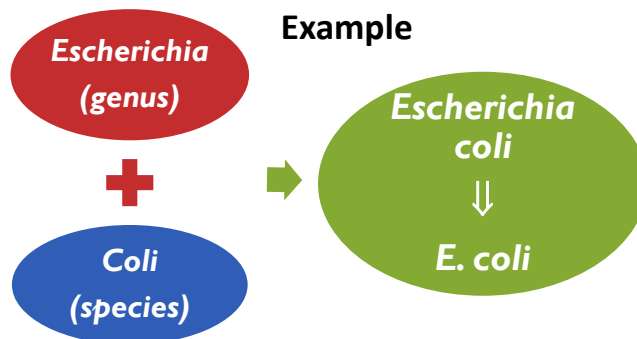 Example
Escherichia
(genus)
Coli
(species)
Escherichia
coli
⇓
E. coli